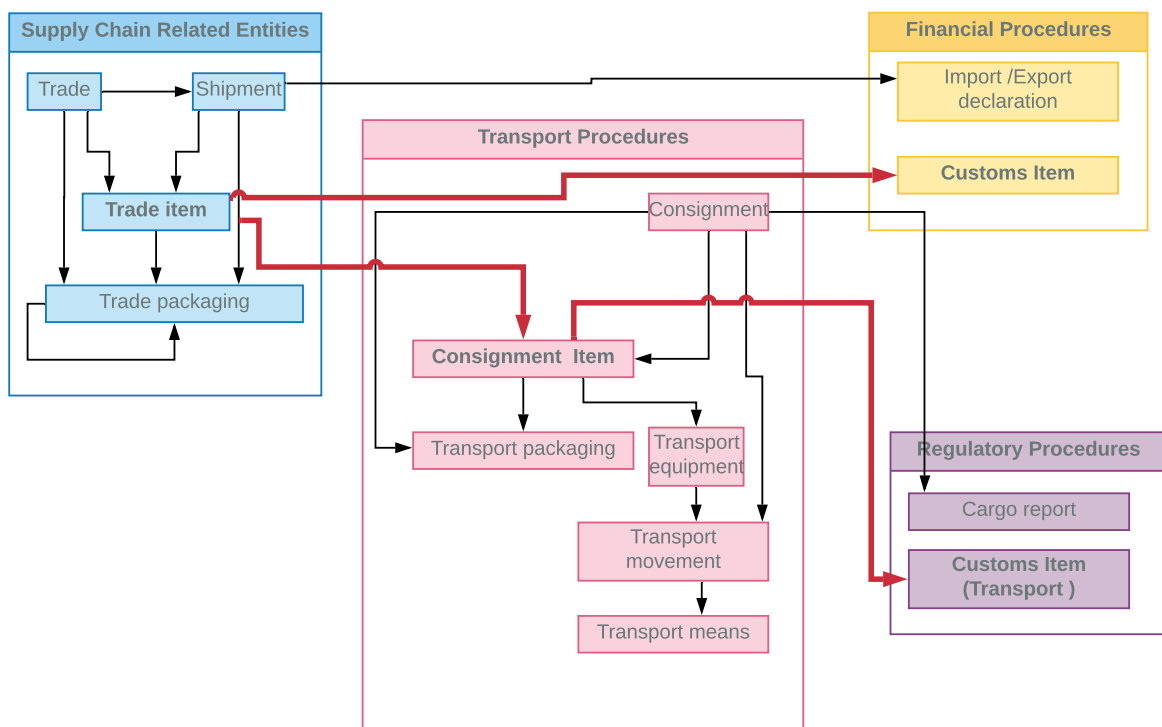 Supply Chain Related Entities
Trade
Shipment
Trade item
Trade packaging
Transport Procedures
Consignment
Consignment Item
Transport packaging
Transport
equipment
Transport
movement
Transport means
Financial Procedures
Import /Export
declaration
Customs Item
Regulatory Procedures
Cargo report
Customs Item
(Transport )